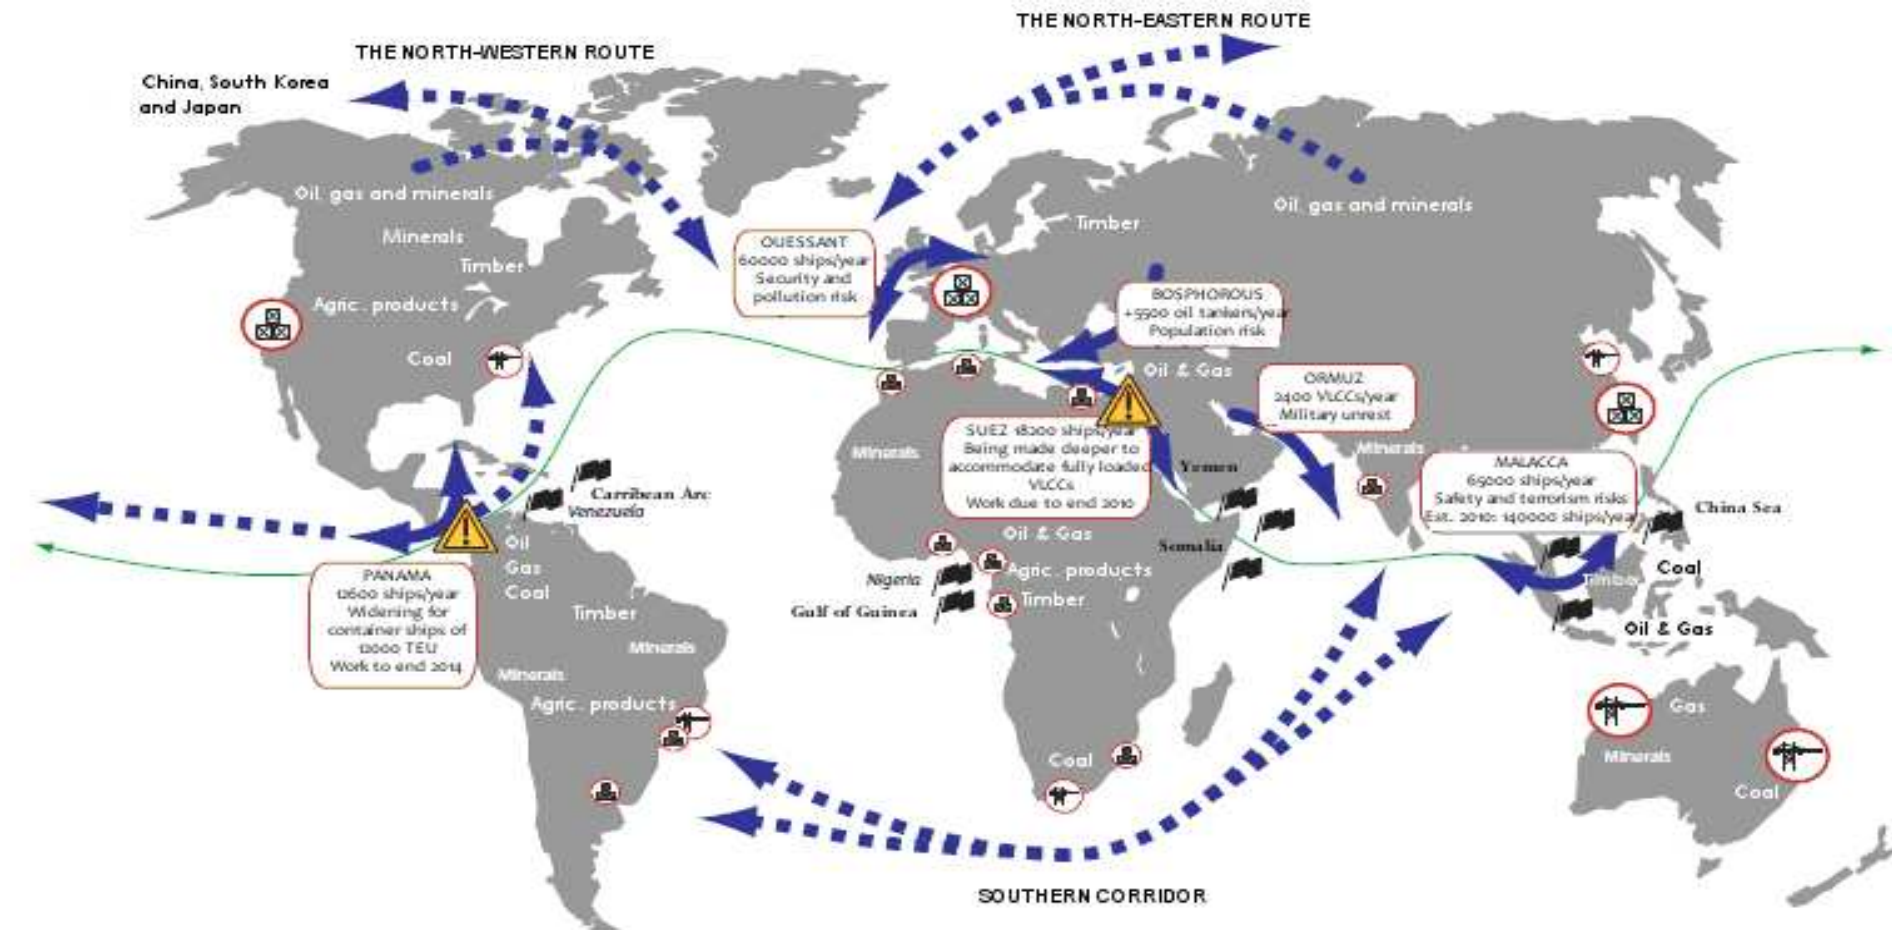 THE NORTH-EASTERN ROUTE
THE NORTH-WESTERN ROUTE
China, South Korea
and Japan
Oil, gas and minerals
Minerals
Timber
Agric. products
Coal
OUESSANT
60000 ships/year
Security and
pollution risk
Timber
Oil, gas and minerals
BOSPHOROUS
+5500 oil tankers/year
Population risk
Oil & Gas
ORMUZ
2400 VLCCs/year
Military unrest
SUEZ 18200 ships/year
Being made deeper to
accommodate fully loaded
VLCCs
Work due to end 2010
Minerals
Yemen
Minerals
MALACCA
65000 ships/year
Safety and terrorism risks
Est. 2010: 140000 ships/year
China Sea
Carribean Arc
Venezuela
Oil
Gas
Coal
PANAMA
12600 ships/year
Widening for
container ships of
12000 TEU
Work to end 2014
Timber
Minerals
Minerals
Agric. products
Oil & Gas
Somalia
Nigeria
Agric. products
Gulf of Guinea
Timber
Timber
Coal
Oil & Gas
Coal
Gas
Minerals
Coal
SOUTHERN CORRIDOR